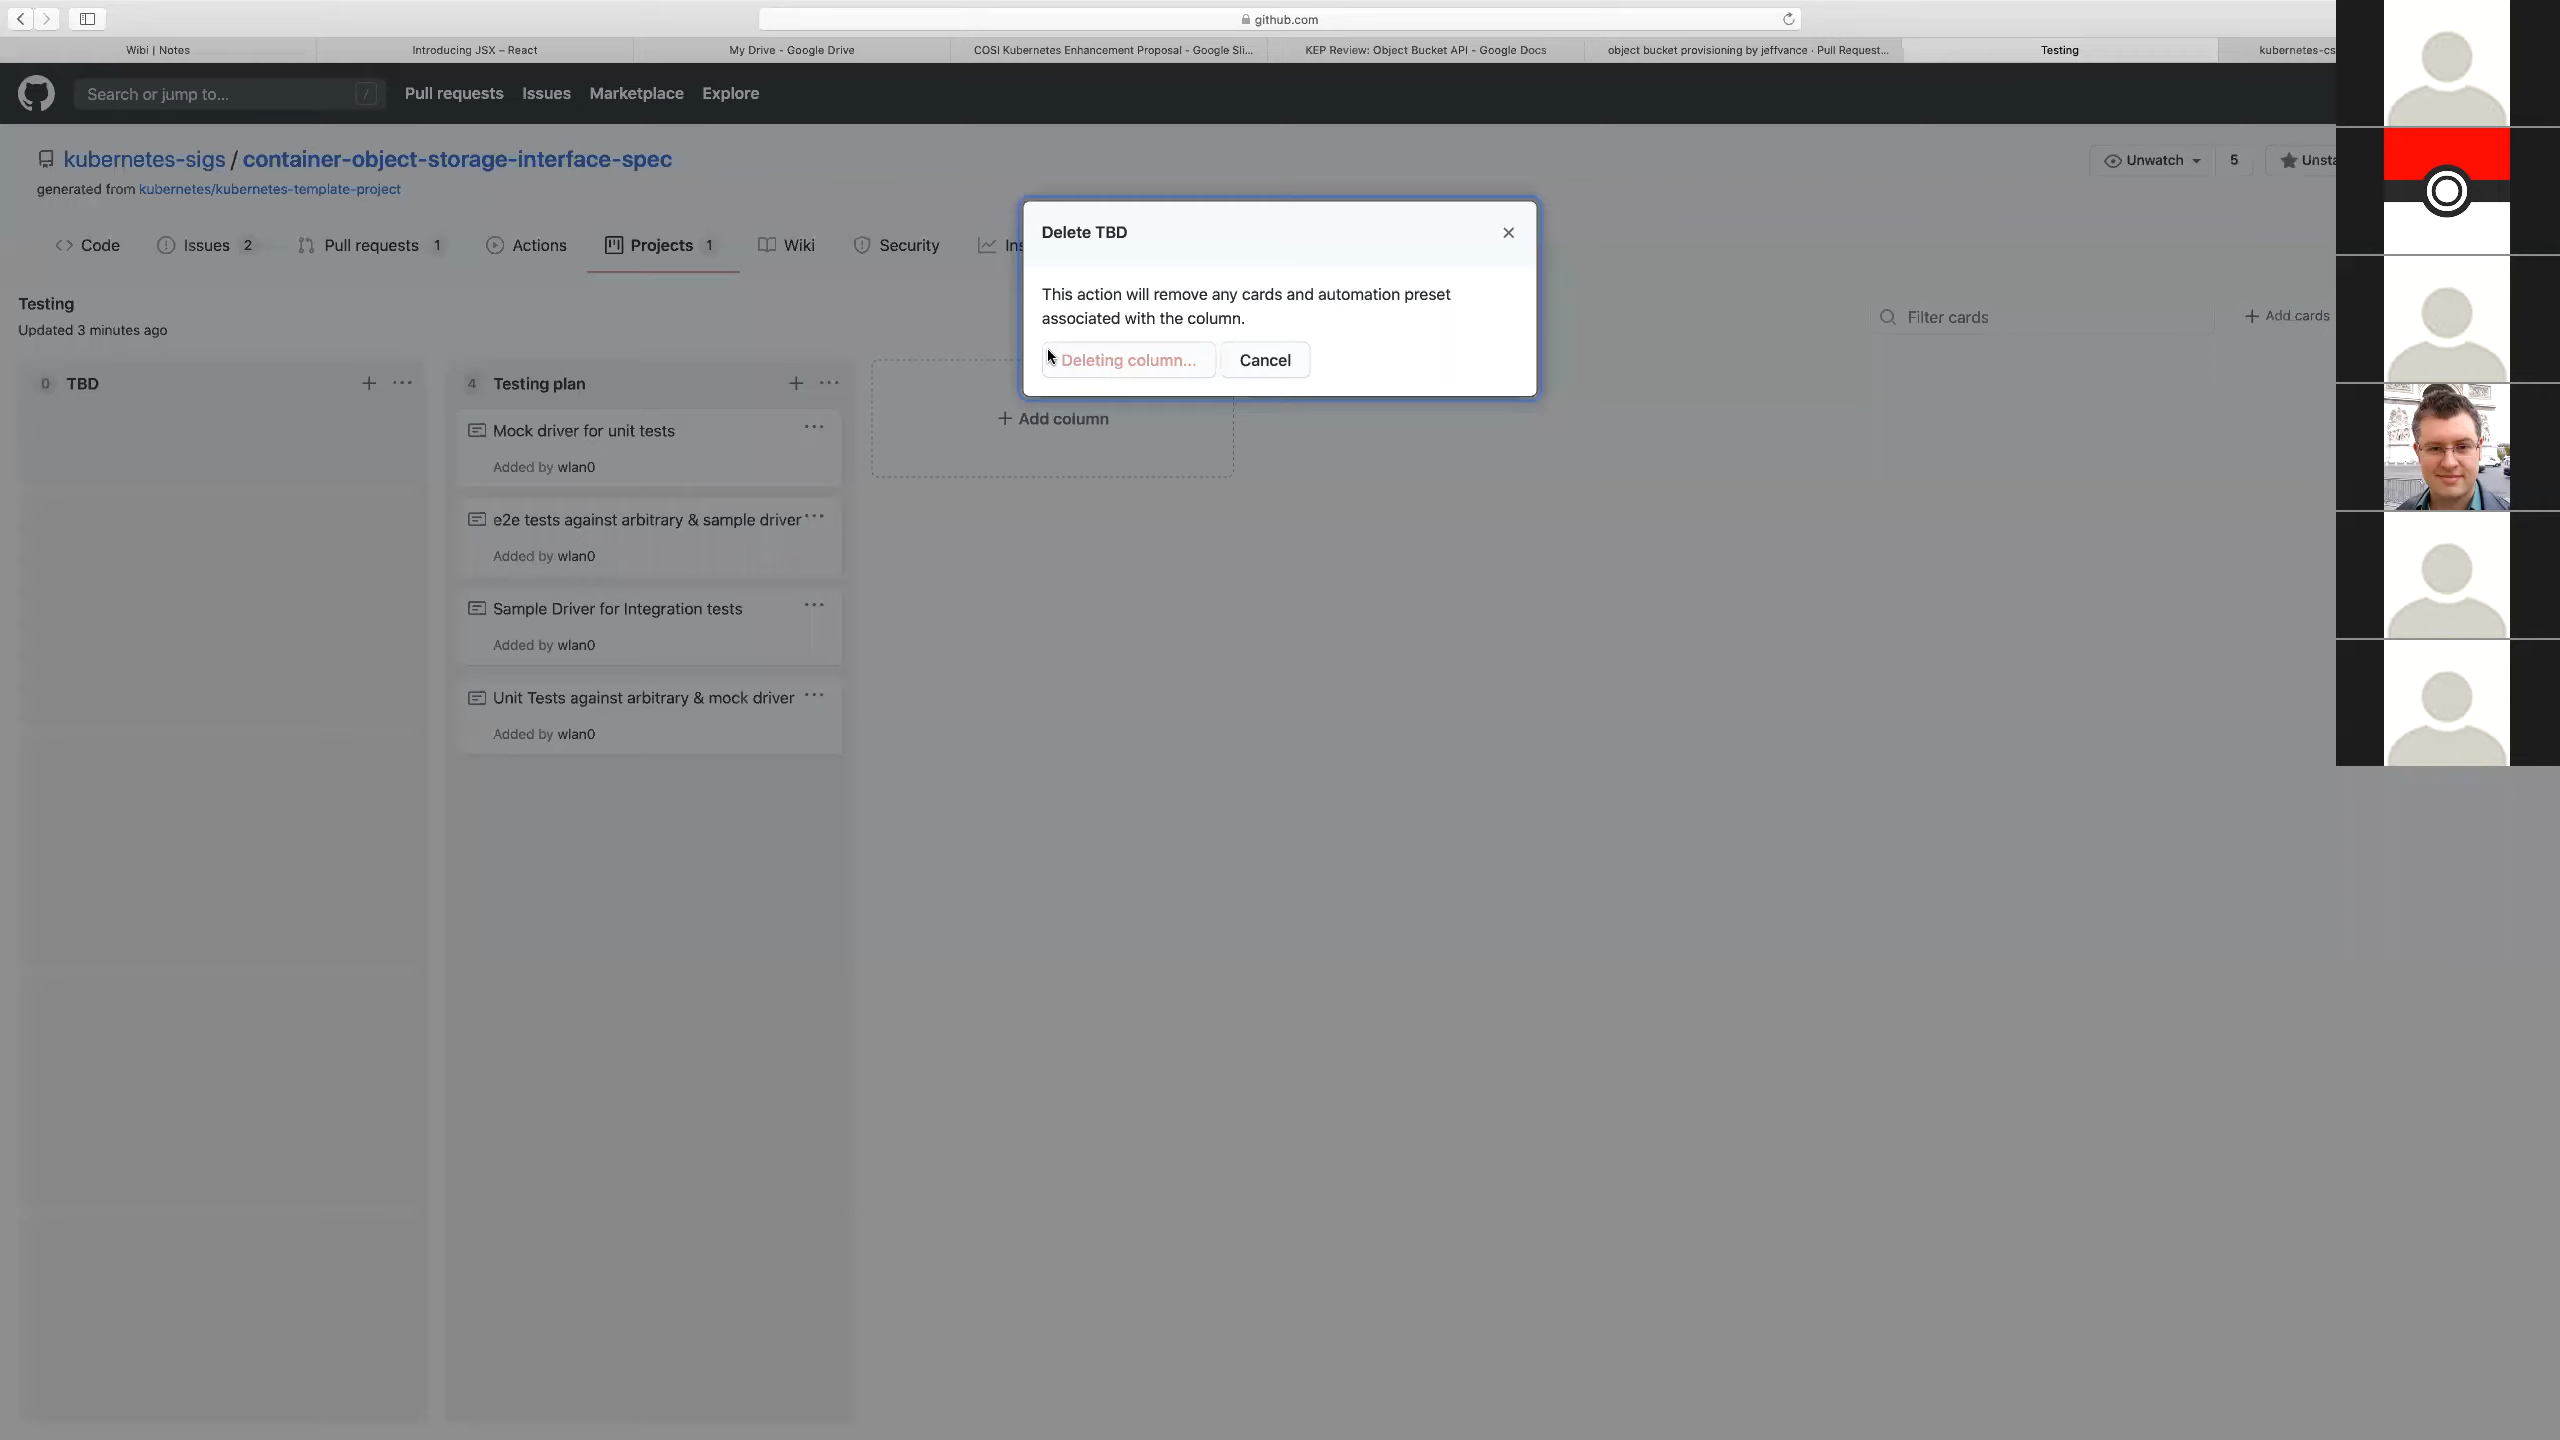 github.com
Wibi | Notes
Introducing JSX – React
My Drive - Google Drive
COSI Kubernetes Enhancement Proposal - Google Sli...
KEP Review: Object Bucket API - Google Docs
object bucket provisioning by jeffvance · Pull Request...
Testing
kubernetes-cs
Search or jump to...
/
Pull requests
Issues
Marketplace
Explore
kubernetes-sigs / container-object-storage-interface-spec
generated from kubernetes/kubernetes-template-project
Unwatch
5
Unsta
Code
Issues 2
Pull requests 1
Actions
Projects 1
Wiki
Security
Ins
Delete TBD
This action will remove any cards and automation preset
associated with the column.
Deleting column...
Cancel
Testing
Updated 3 minutes ago
Filter cards
+ Add cards
0 TBD
4 Testing plan
Mock driver for unit tests
Added by wlan0
e2e tests against arbitrary & sample driver
Added by wlan0
Sample Driver for Integration tests
Added by wlan0
Unit Tests against arbitrary & mock driver
Added by wlan0
+ Add column